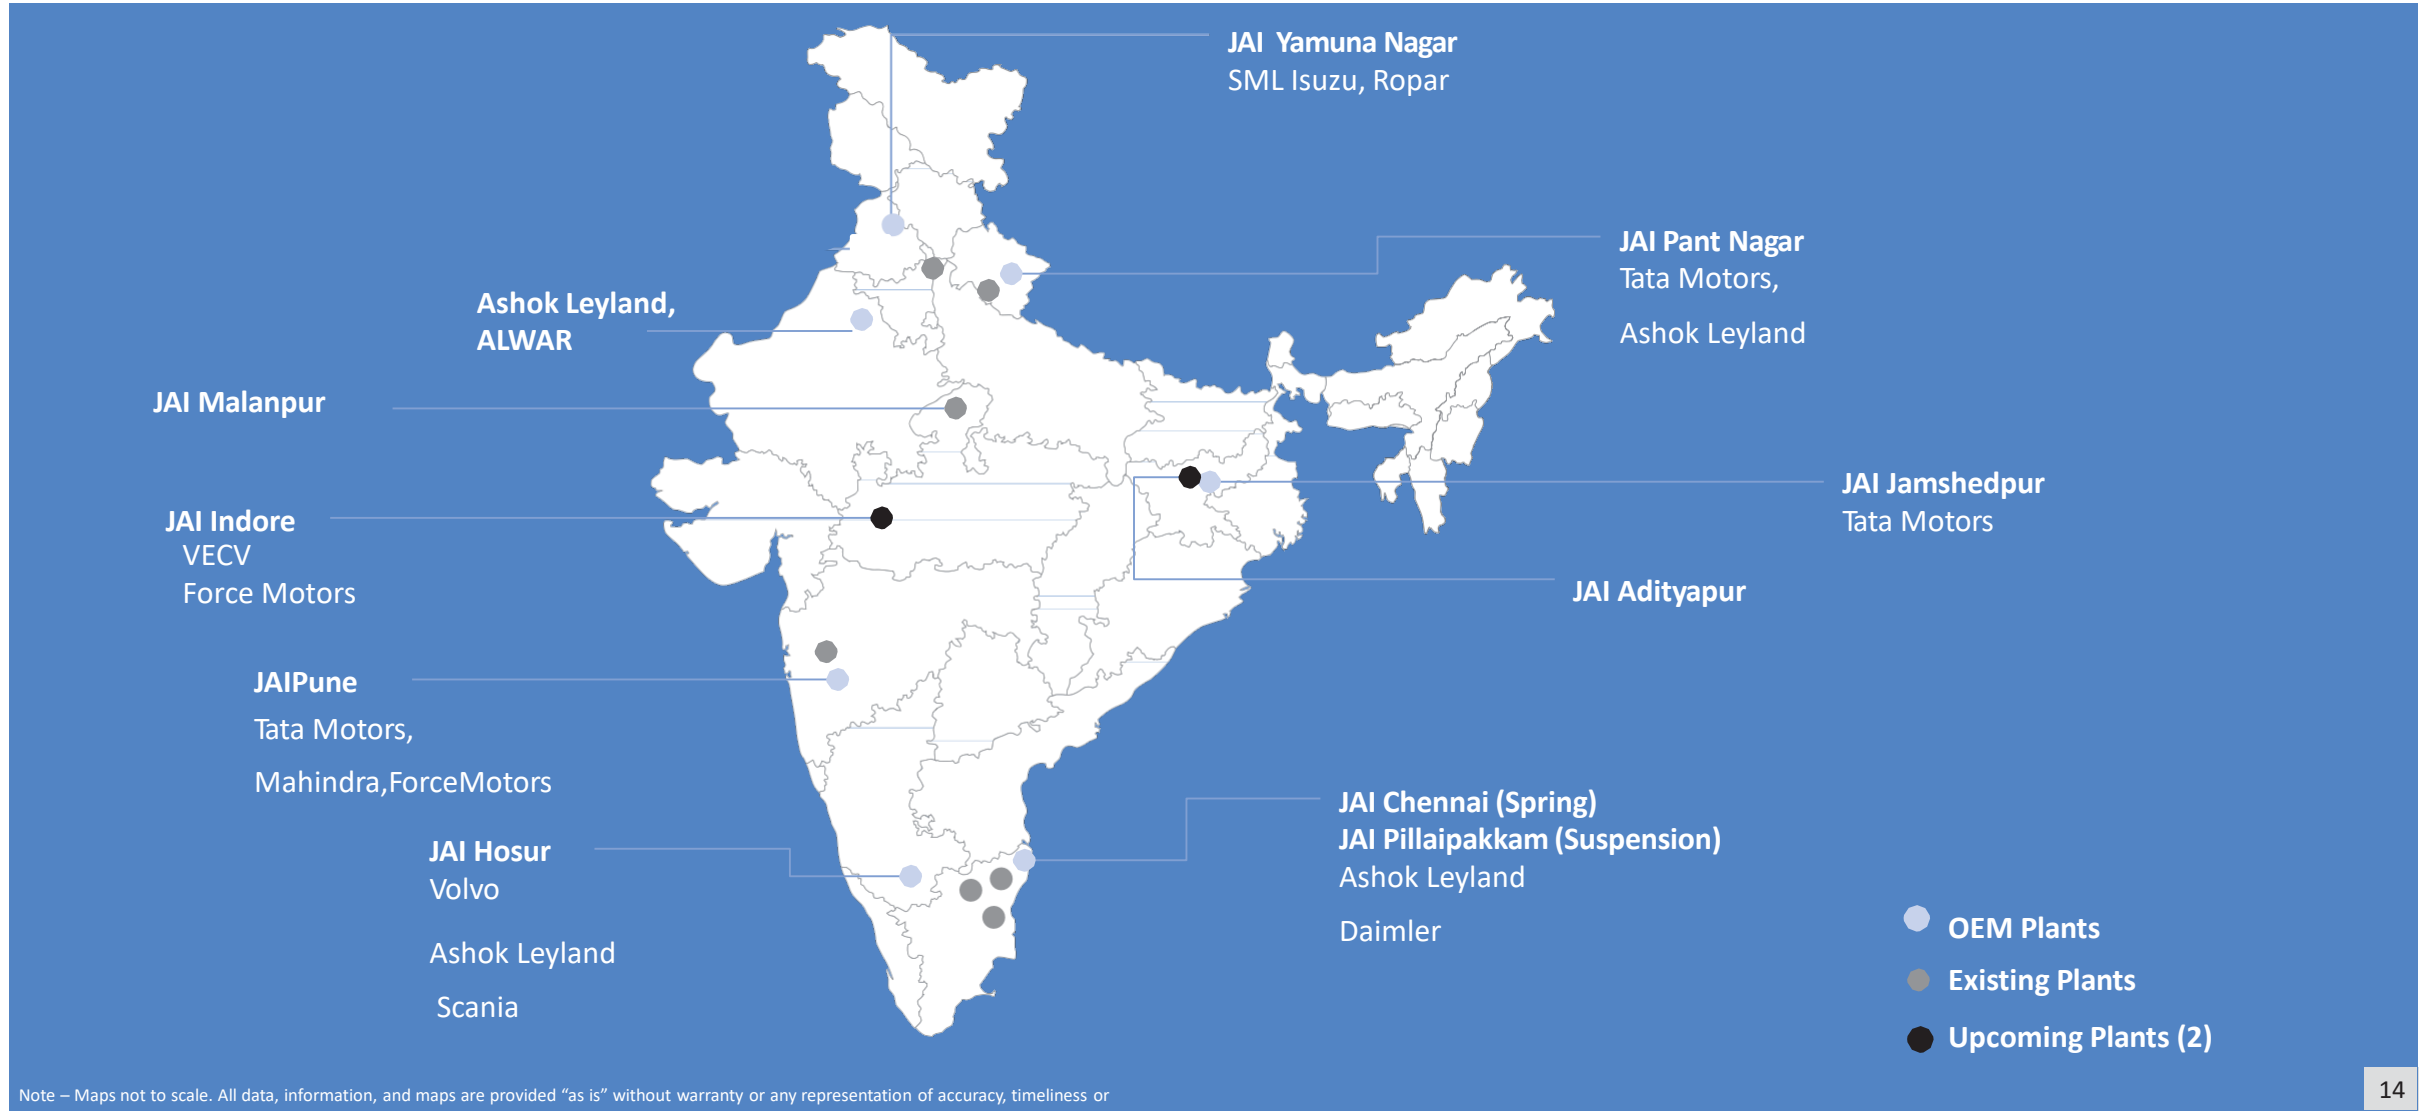 JAI Yamuna Nagar
SML Isuzu, Ropar
JAI Pant Nagar
Tata Motors,
Ashok Leyland
Ashok Leyland,
ALWAR
JAI Malanpur
JAI Jamshedpur
Tata Motors
JAI Indore
VECV
Force Motors
JAI Adityapur
JAIPune
Tata Motors,
Mahindra,ForceMotors
JAI Chennai (Spring)
JAI Pillaipakkam (Suspension)
Ashok Leyland
Daimler
JAI Hosur
Volvo
Ashok Leyland
Scania
OEM Plants
Existing Plants
Upcoming Plants (2)
Note – Maps not to scale. All data, information, and maps are provided “as is” without warranty or any representation of accuracy, timeliness or
14